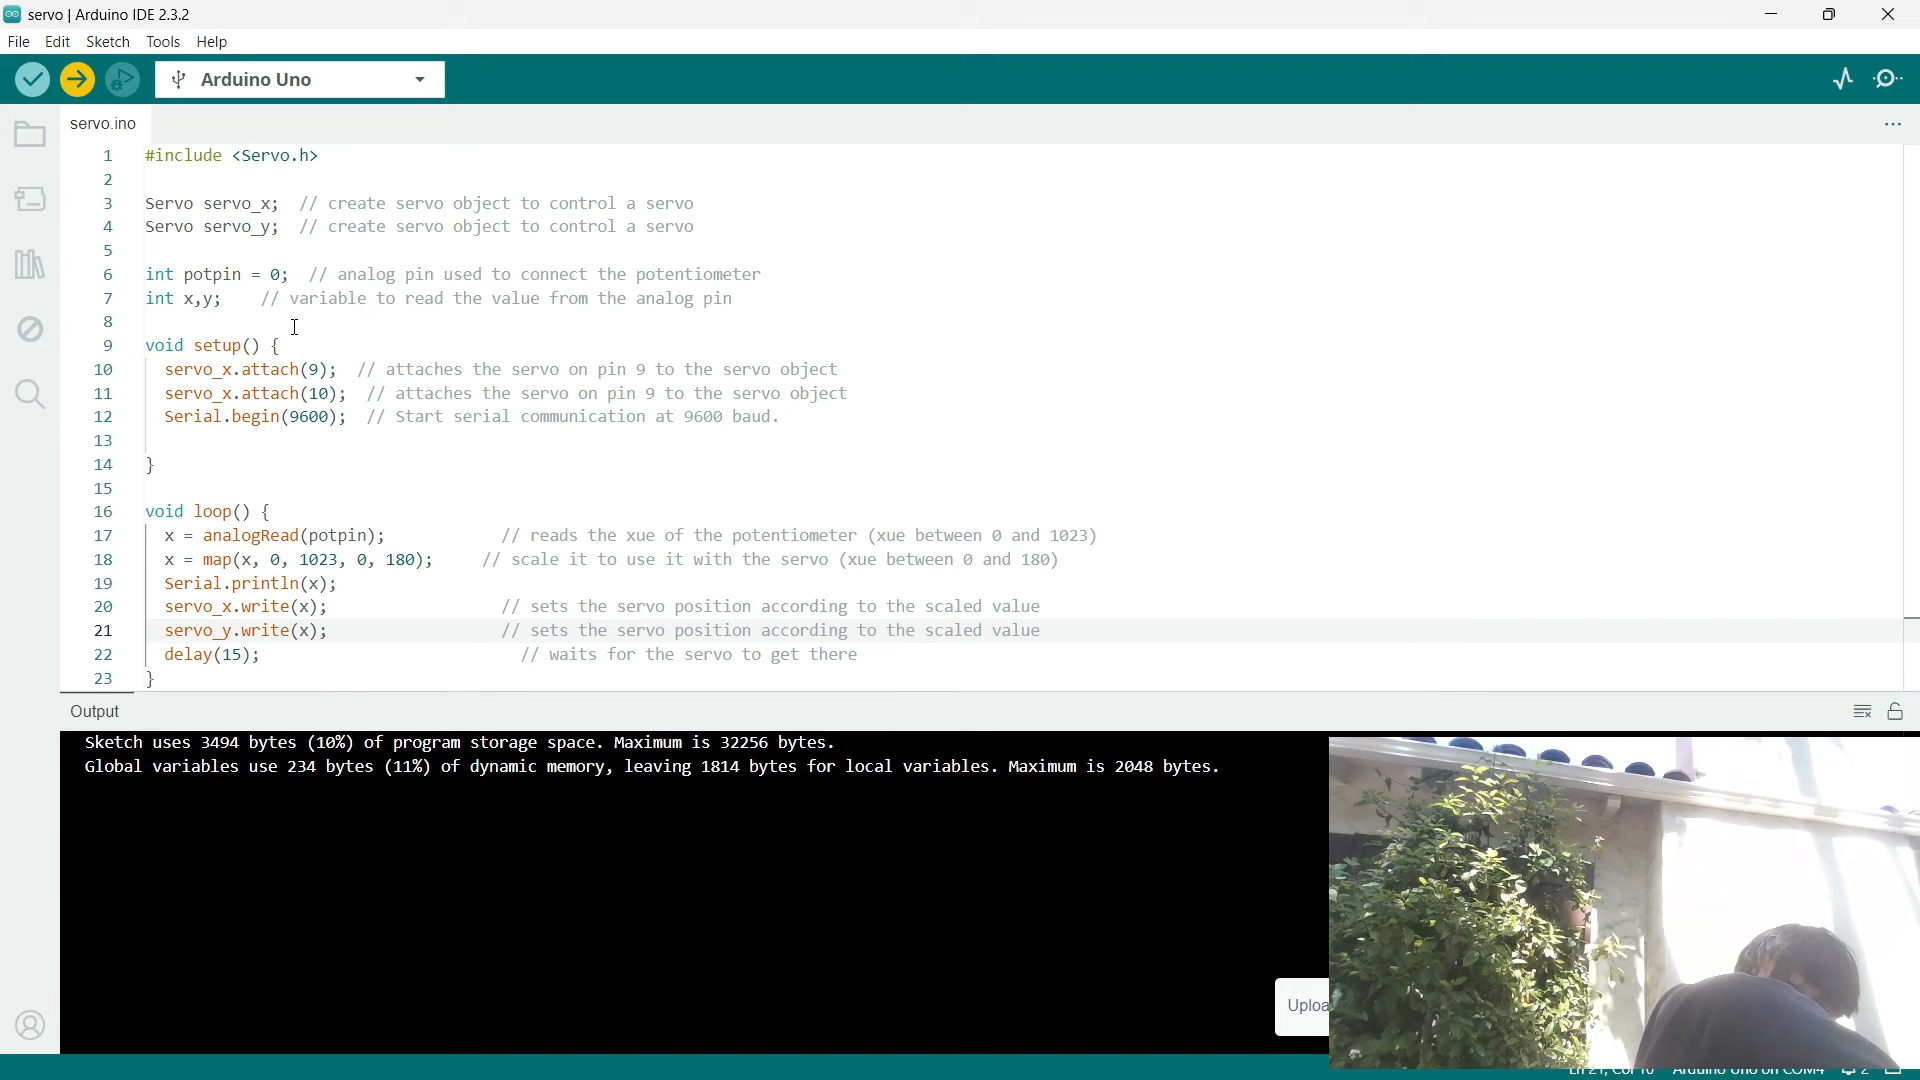 servo | Arduino IDE 2.3.2
File Edit Sketch Tools Help
Arduino Uno
servo.ino
1 #include <Servo.h>
2
3 Servo servo_x; // create servo object to control a servo
4 Servo servo_y; // create servo object to control a servo
5
6 int potpin = 0; // analog pin used to connect the potentiometer
7 int x,y; // variable to read the value from the analog pin
8
9 void setup() {
10 servo_x.attach(9); // attaches the servo on pin 9 to the servo object
11 servo_x.attach(10); // attaches the servo on pin 9 to the servo object
12 Serial.begin(9600); // Start serial communication at 9600 baud.
13
14 }
15
16 void loop() {
17 x = analogRead(potpin); // reads the xue of the potentiometer (xue between 0 and 1023)
18 x = map(x, 0, 1023, 0, 180); // scale it to use it with the servo (xue between 0 and 180)
19 Serial.println(x);
20 servo_x.write(x); // sets the servo position according to the scaled value
21 servo_y.write(x); // sets the servo position according to the scaled value
22 delay(15); // waits for the servo to get there
23 }
Output
Sketch uses 3494 bytes (10%) of program storage space. Maximum is 32256 bytes.
Global variables use 234 bytes (11%) of dynamic memory, leaving 1814 bytes for local variables. Maximum is 2048 bytes.
Uploa
Ln 21, Col 10 Arduino Uno on COM4 2